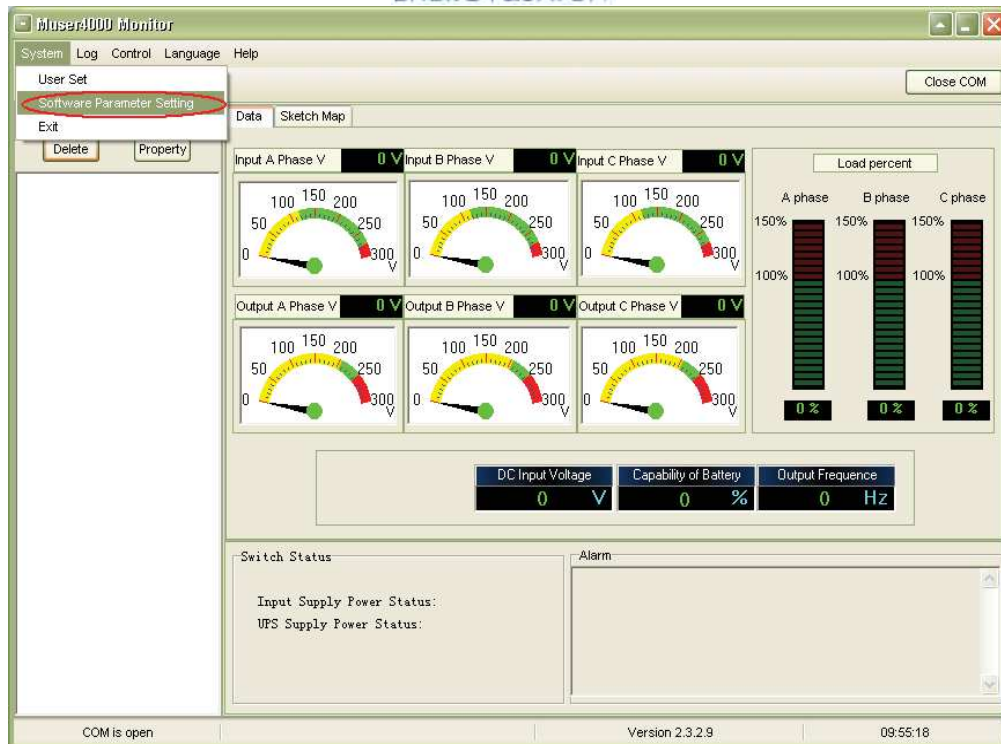 Muser4000 Monitor
System Log Control Language Help
User Set
Software Parameter Setting
Exit
Close COM
Delete Property
Data Sketch Map
Input A Phase V 0 V Input B Phase V 0 V Input C Phase V 0 V
0 50 100 150 200 250 300 V
0 50 100 150 200 250 300 V
0 50 100 150 200 250 300 V
Output A Phase V 0 V Output B Phase V 0 V Output C Phase V 0 V
0 50 100 150 200 250 300 V
0 50 100 150 200 250 300 V
0 50 100 150 200 250 300 V
Load percent
A phase B phase C phase
150% 150% 150%
100% 100% 100%
0 % 0 % 0 %
DC Input Voltage Capability of Battery Output Frequence
0 V 0 % 0 Hz
Switch Status
Input Supply Power Status:
UPS Supply Power Status:
Alarm
COM is open Version 2.3.2.9 09:55:18